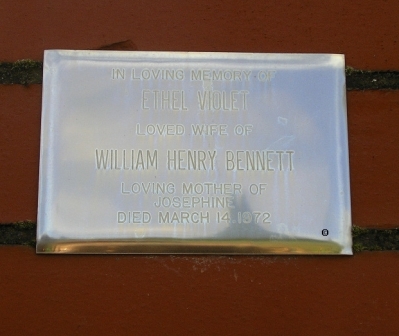 IN LOVING MEMORY OF
ETHEL VIOLET
LOVED WIFE OF
WILLIAM HENRY BENNETT
LOVING MOTHER OF
JOSEPHINE
DIED MARCH 14, 1972